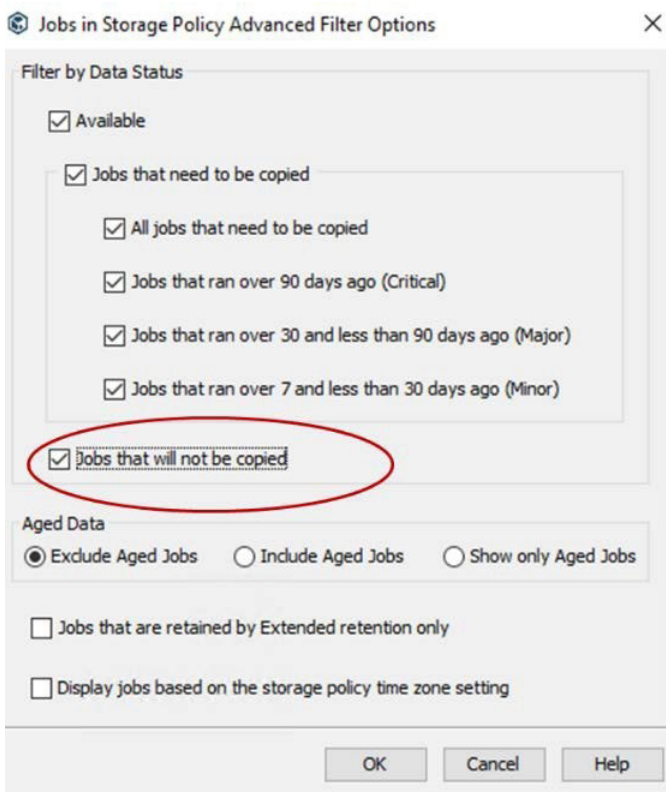 Jobs in Storage Policy Advanced Filter Options
Filter by Data Status
Available
Jobs that need to be copied
All jobs that need to be copied
Jobs that ran over 90 days ago (Critical)
Jobs that ran over 30 and less than 90 days ago (Major)
Jobs that ran over 7 and less than 30 days ago (Minor)
Jobs that will not be copied
Aged Data
Exclude Aged Jobs Include Aged Jobs Show only Aged Jobs
Jobs that are retained by Extended retention only
Display jobs based on the storage policy time zone setting
OK Cancel Help